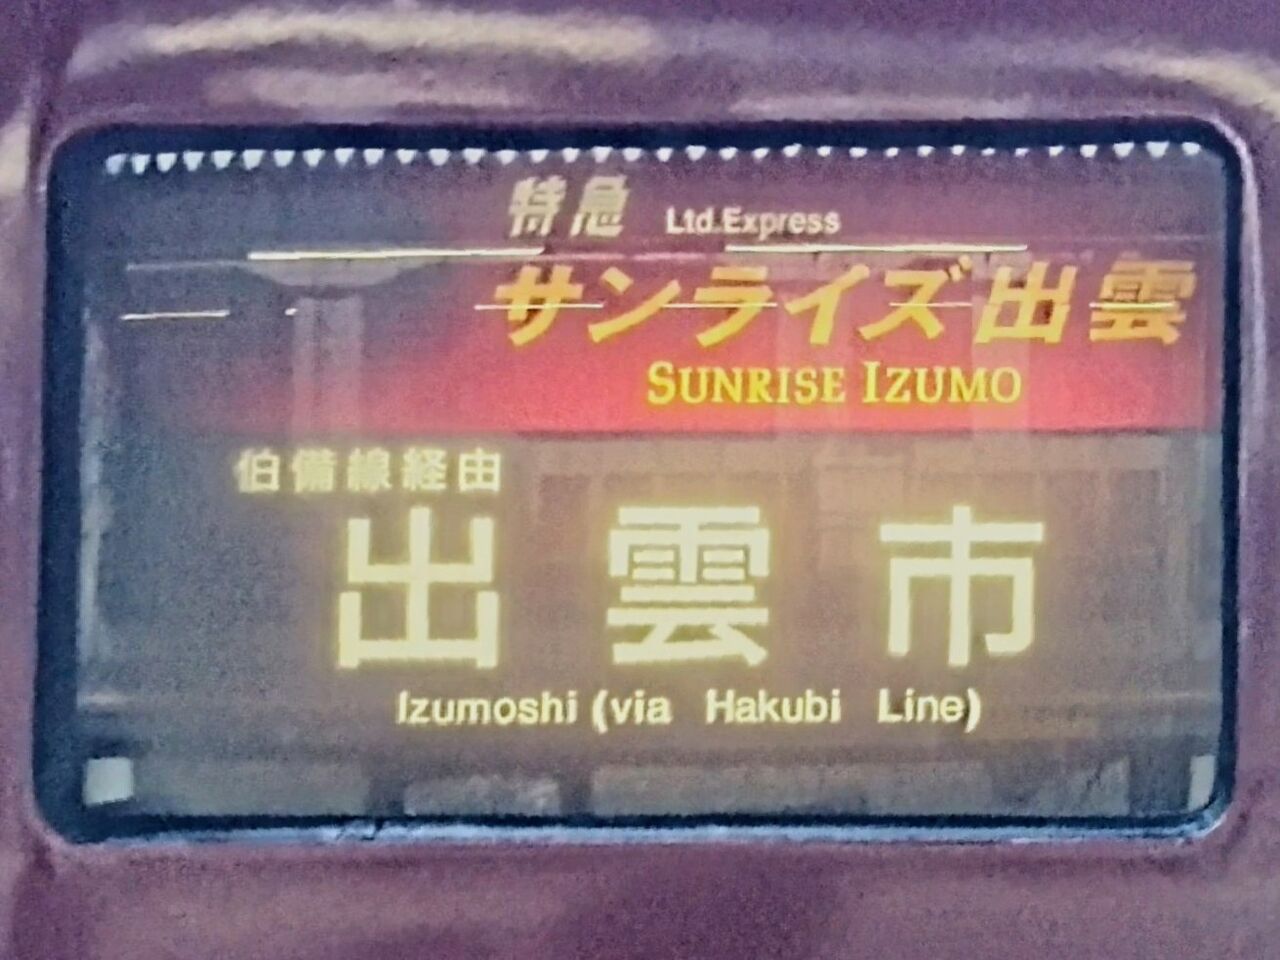 特急 Ltd.Express
サンライズ出雲
SUNRISE IZUMO
伯備線経由
出雲市
Izumoshi (via Hakubi Line)